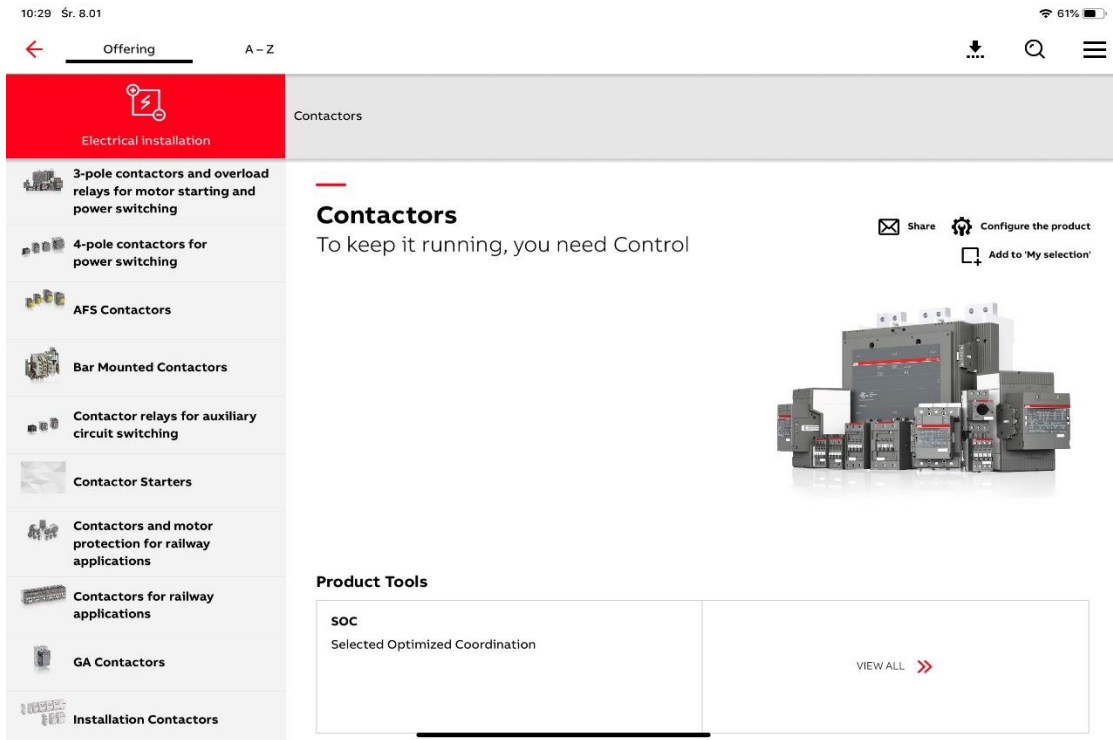 10:29 Śr. 8.01
61%
Offering
A – Z
Electrical installation
Contactors
3-pole contactors and overload
relays for motor starting and
power switching
4-pole contactors for
power switching
AFS Contactors
Bar Mounted Contactors
Contactor relays for auxiliary
circuit switching
Contactor Starters
Contactors and motor
protection for railway
applications
Contactors for railway
applications
GA Contactors
Installation Contactors
Contactors
To keep it running, you need Control
Share
Configure the product
Add to 'My selection'
Product Tools
SOC
Selected Optimized Coordination
VIEW ALL